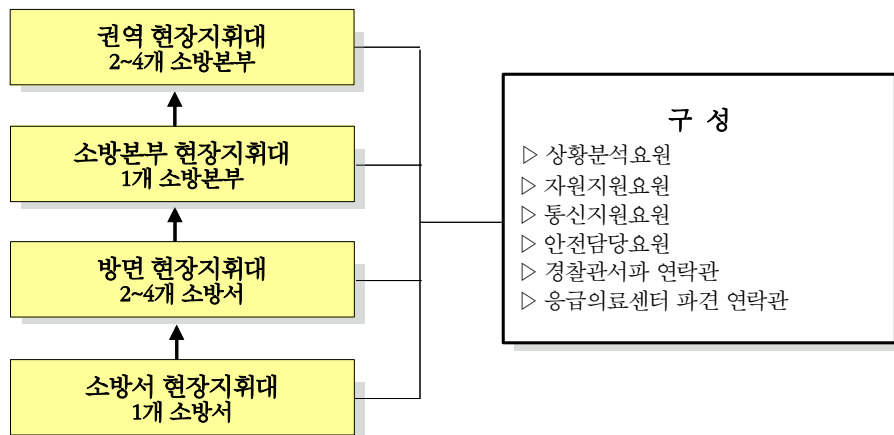 권역 현장지휘대
2~4개 소방본부
소방본부 현장지휘대
1개 소방본부
방면 현장지휘대
2~4개 소방서
소방서 현장지휘대
1개 소방서
구 성
▷ 상황분석요원
▷ 자원지원요원
▷ 통신지원요원
▷ 안전담당요원
▷ 경찰관서파 연락관
▷ 응급의료센터 파견 연락관